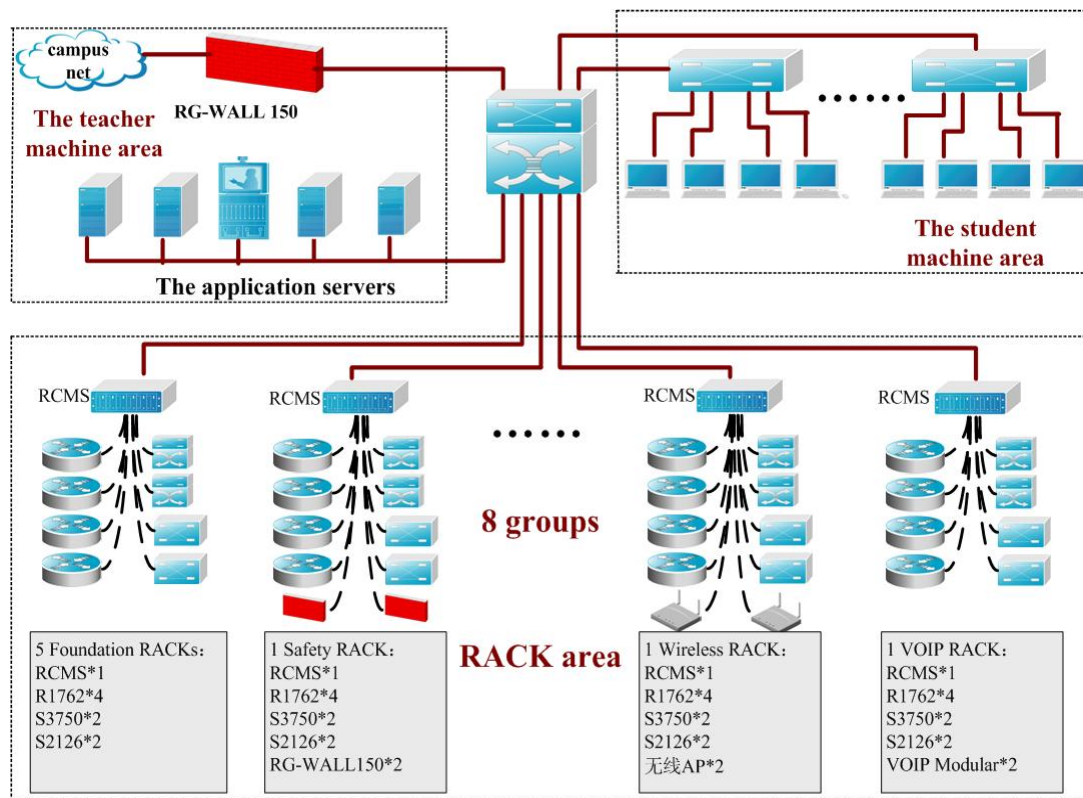 campus
net
RG-WALL 150
The teacher
machine area
The application servers
The student
machine area
RCMS
RCMS
RCMS
RCMS
······
······
8 groups
RACK area
5 Foundation RACKs：
RCMS*1
R1762*4
S3750*2
S2126*2
1 Safety RACK：
RCMS*1
R1762*4
S3750*2
S2126*2
RG-WALL150*2
1 Wireless RACK：
RCMS*1
R1762*4
S3750*2
S2126*2
无线AP*2
1 VOIP RACK：
RCMS*1
R1762*4
S3750*2
S2126*2
VOIP Modular*2